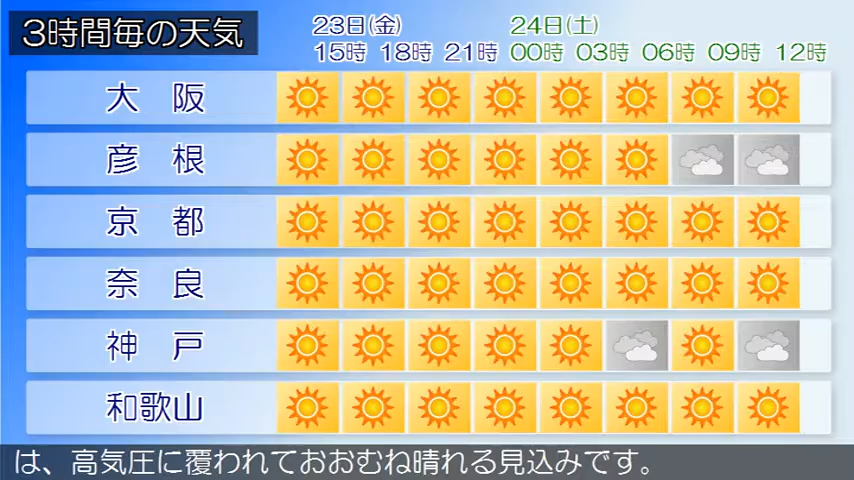 3時間毎の天気
23日(金) 24日(土)
15時 18時 21時 00時 03時 06時 09時 12時
大阪
彦根
京都
奈良
神戸
和歌山
は、高気圧に覆われておおむね晴れる見込みです。